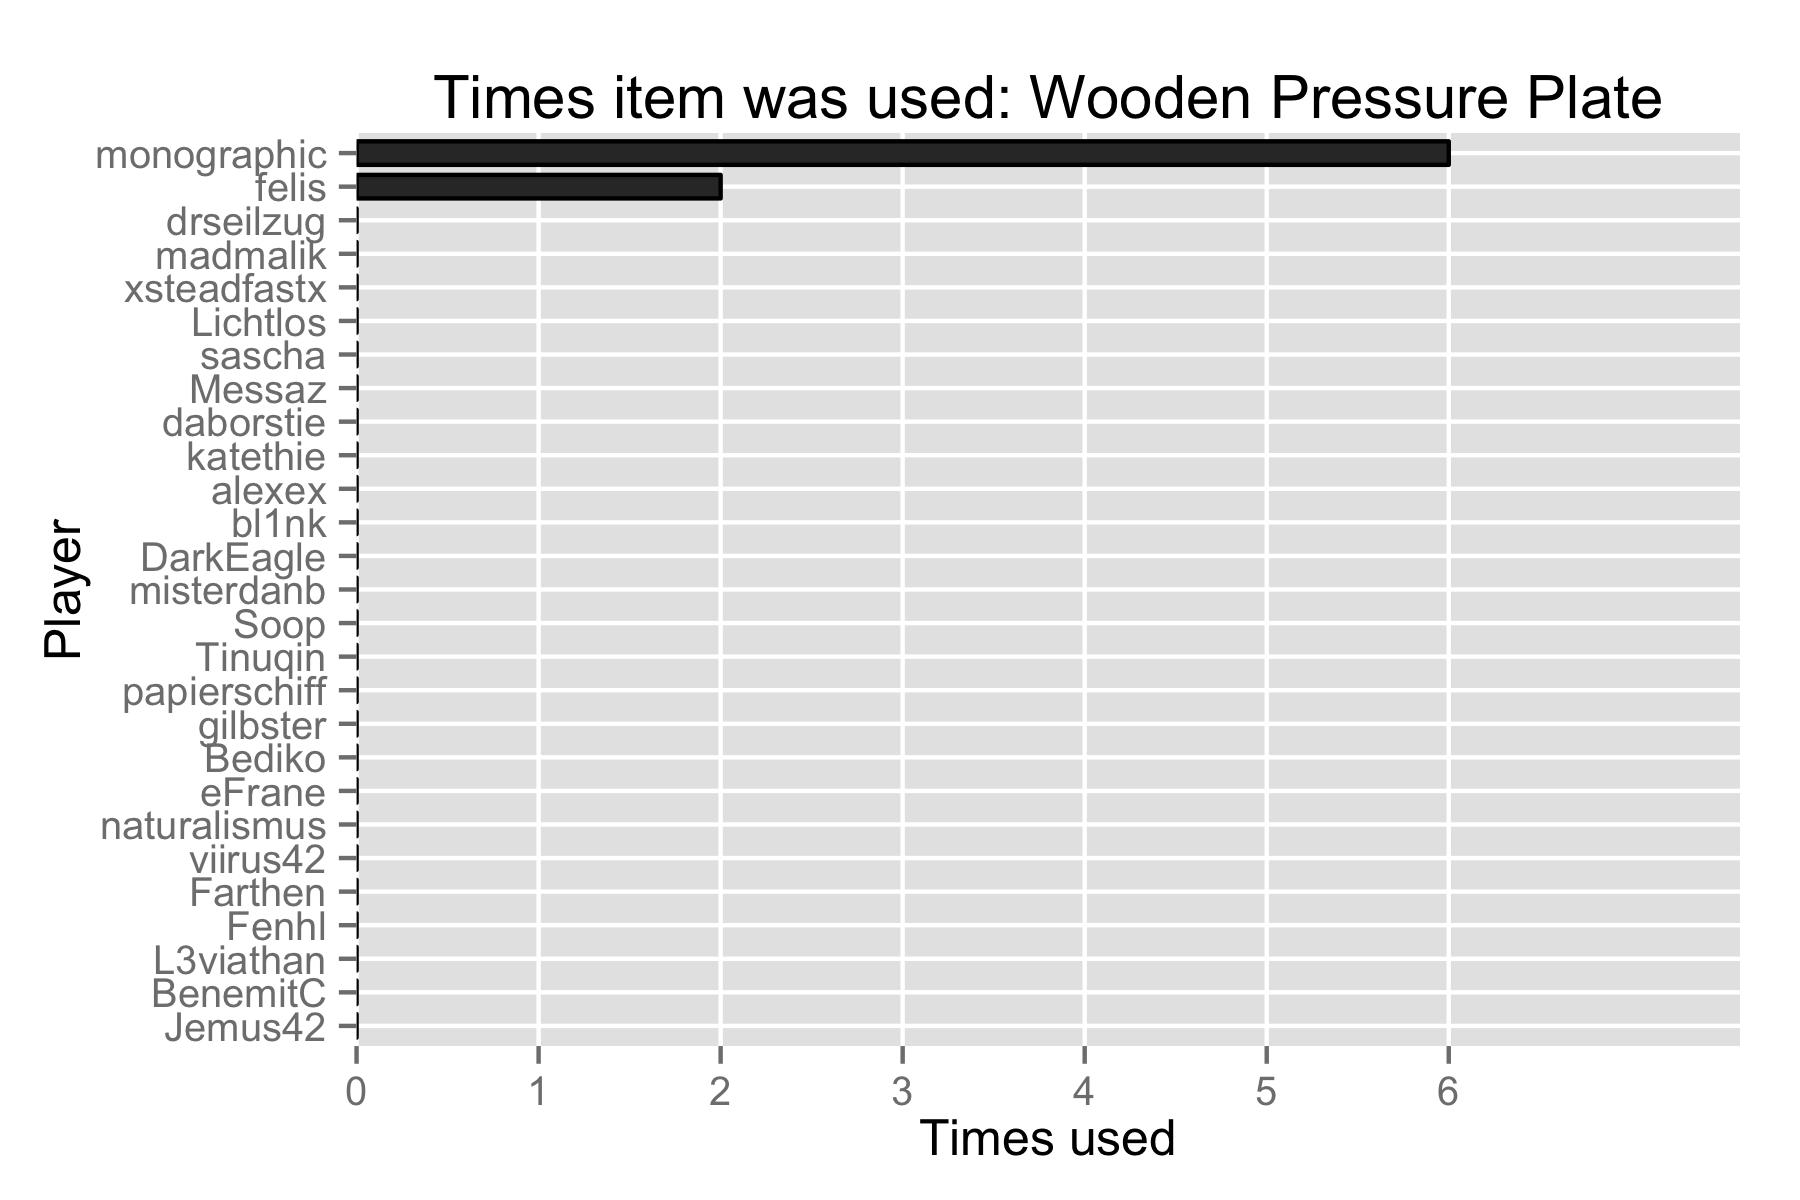 Times item was used: Wooden Pressure Plate
monographic
felis
drseilzug
madmalik
xsteadfastx
Lichtlos
sascha
Messaz
daborstie
katethie
alexex
bl1nk
DarkEagle
misterdanb
Soop
Tinuqin
papierschiff
gilbster
Bediko
eFrane
naturalismus
viirus42
Farthen
Fenhl
L3viathan
BenemitC
Jemus42
Player
0 1 2 3 4 5 6
Times used